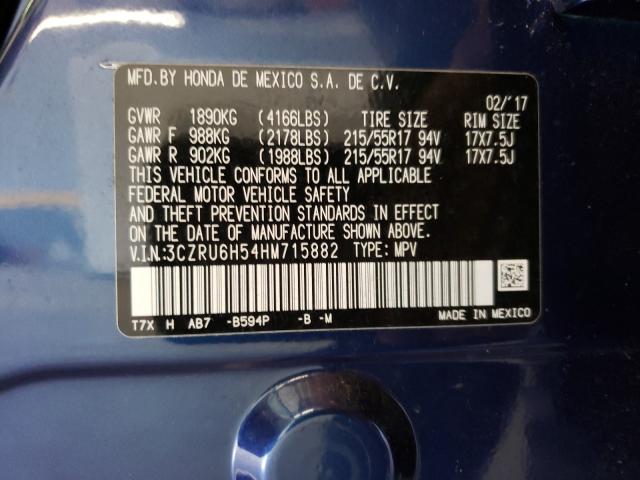 MFD.BY HONDA DE MEXICO S.A. DE C.V.
02/'17
GVWR 1890KG (4166LBS) TIRE SIZE RIM SIZE
GAWR F 988KG (2178LBS) 215/55R17 94V 17X7.5J
GAWR R 902KG (1988LBS) 215/55R17 94V 17X7.5J
THIS VEHICLE CONFORMS TO ALL APPLICABLE
FEDERAL MOTOR VEHICLE SAFETY
AND THEFT PREVENTION STANDARDS IN EFFECT
ON THE DATE OF MANUFACTURE SHOWN ABOVE.
V.I.N.:3CZRU6H54HM715882 TYPE: MPV
T7X H AB7 -B594P -B -M MADE IN MEXICO